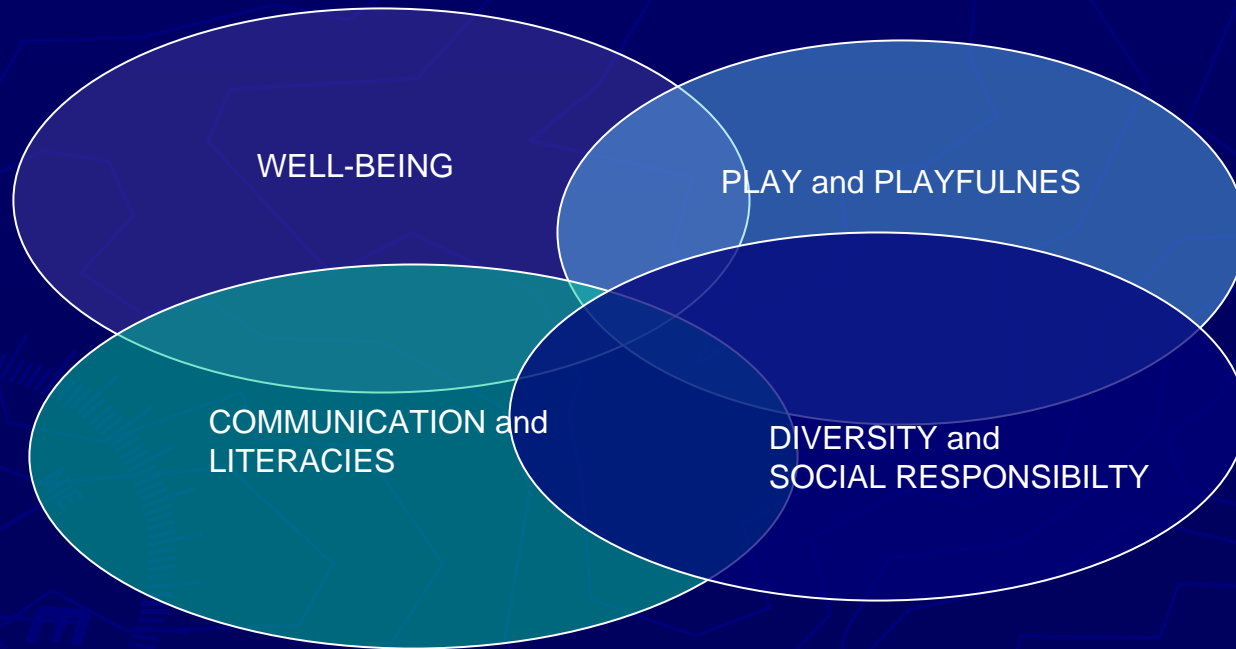 WELL-BEING
PLAY and PLAYFULNES
COMMUNICATION and
LITERACIES
DIVERSITY and
SOCIAL RESPONSIBILTY